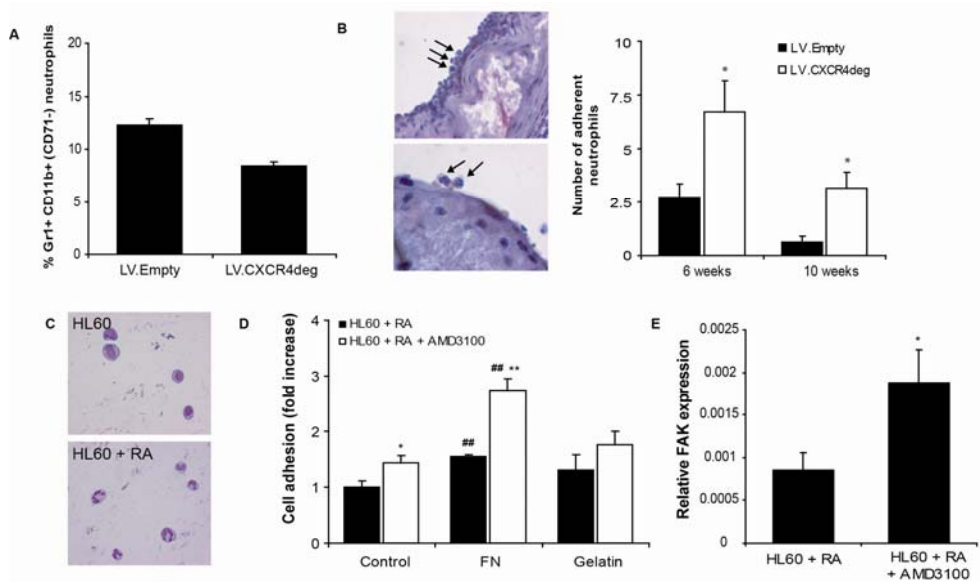 A
% Gr1+ CD11b+ (CD71-) neutrophils
20
15
10
5
0
LV.Empty
LV.CXCR4deg
B
Number of adherent
neutrophils
10
7.5
5
2.5
0
LV.Empty
LV.CXCR4deg
*
*
6 weeks
10 weeks
C
HL60
HL60 + RA
D
Cell adhesion (fold increase)
4
3
2
1
0
HL60 + RA
HL60 + RA + AMD3100
*
##
## **
Control
FN
Gelatin
E
Relative FAK expression
0.0025
0.002
0.0015
0.001
0.0005
0
*
HL60 + RA
HL60 + RA
+ AMD3100